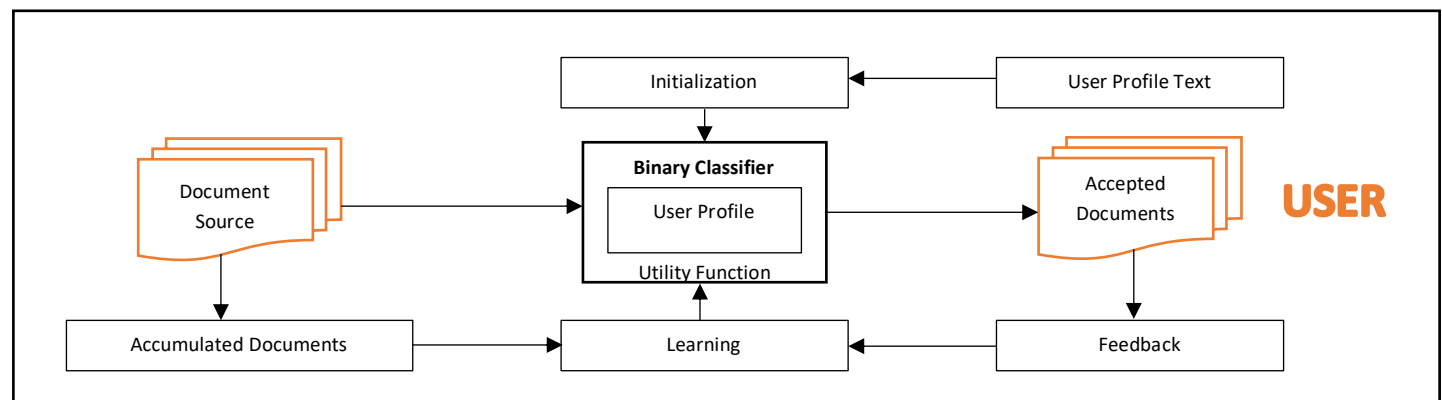 Initialization
User Profile Text
Document
Source
Binary Classifier
User Profile
Utility Function
Accepted
Documents
USER
Accumulated Documents
Learning
Feedback